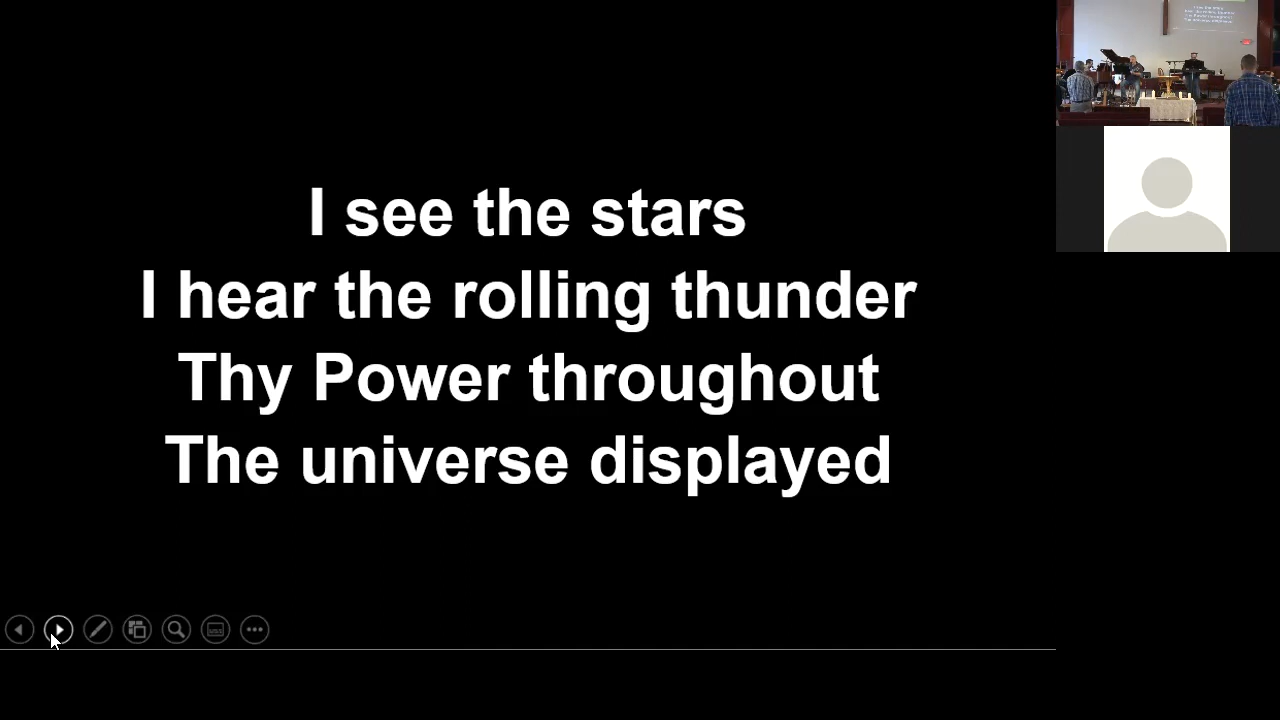 I see the stars
I hear the rolling thunder
Thy Power throughout
The universe displayed